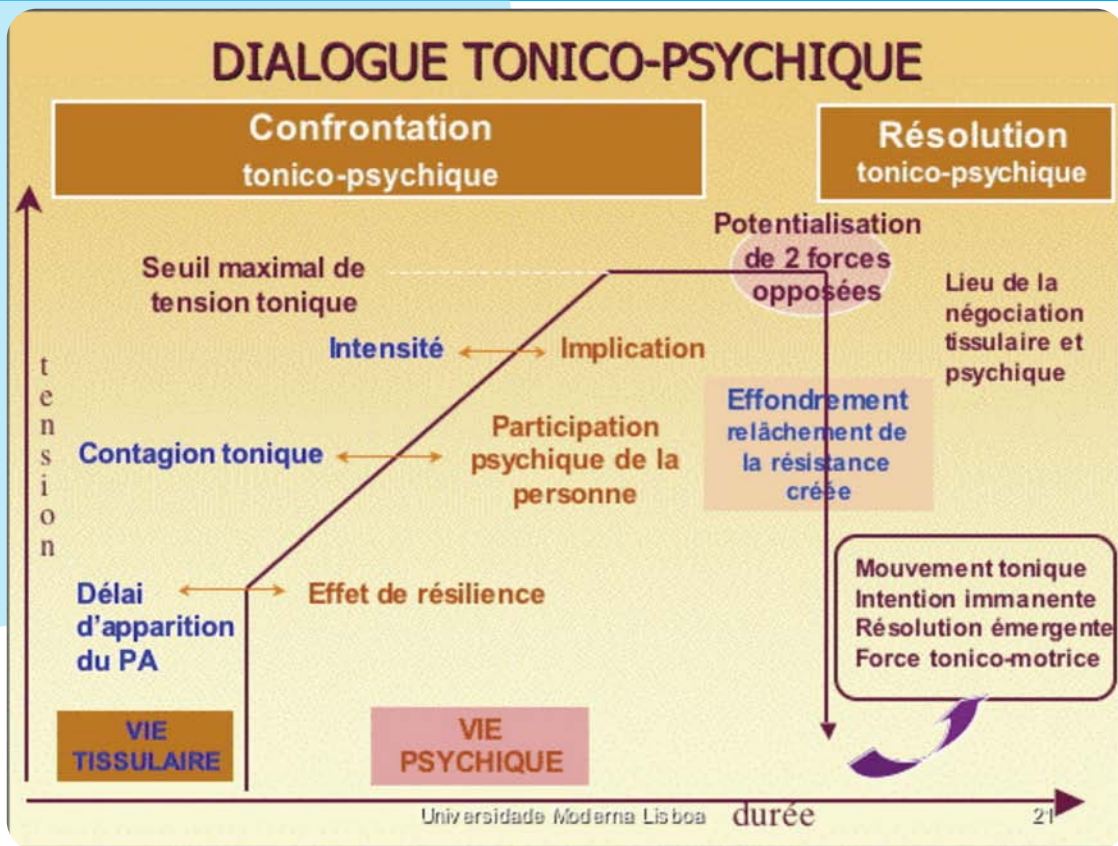 DIALOGUE TONICO-PSYCHIQUE
Confrontation
tonico-psychique
Résolution
tonico-psychique
Potentialisation
de 2 forces
opposées
Seuil maximal de
tension tonique
Lieu de la
négociation
tissulaire et
psychique
Intensité
Implication
tension
Effondrement
relâchement de
la résistance
créée
Contagion tonique
Participation
psychique de la
personne
Délai
d'apparition
du PA
Effet de résilience
Mouvement tonique
Intention immanente
Résolution émergente
Force tonico-motrice
VIE
TISSULAIRE
VIE
PSYCHIQUE
Universidade Moderna Lisboa
durée
21